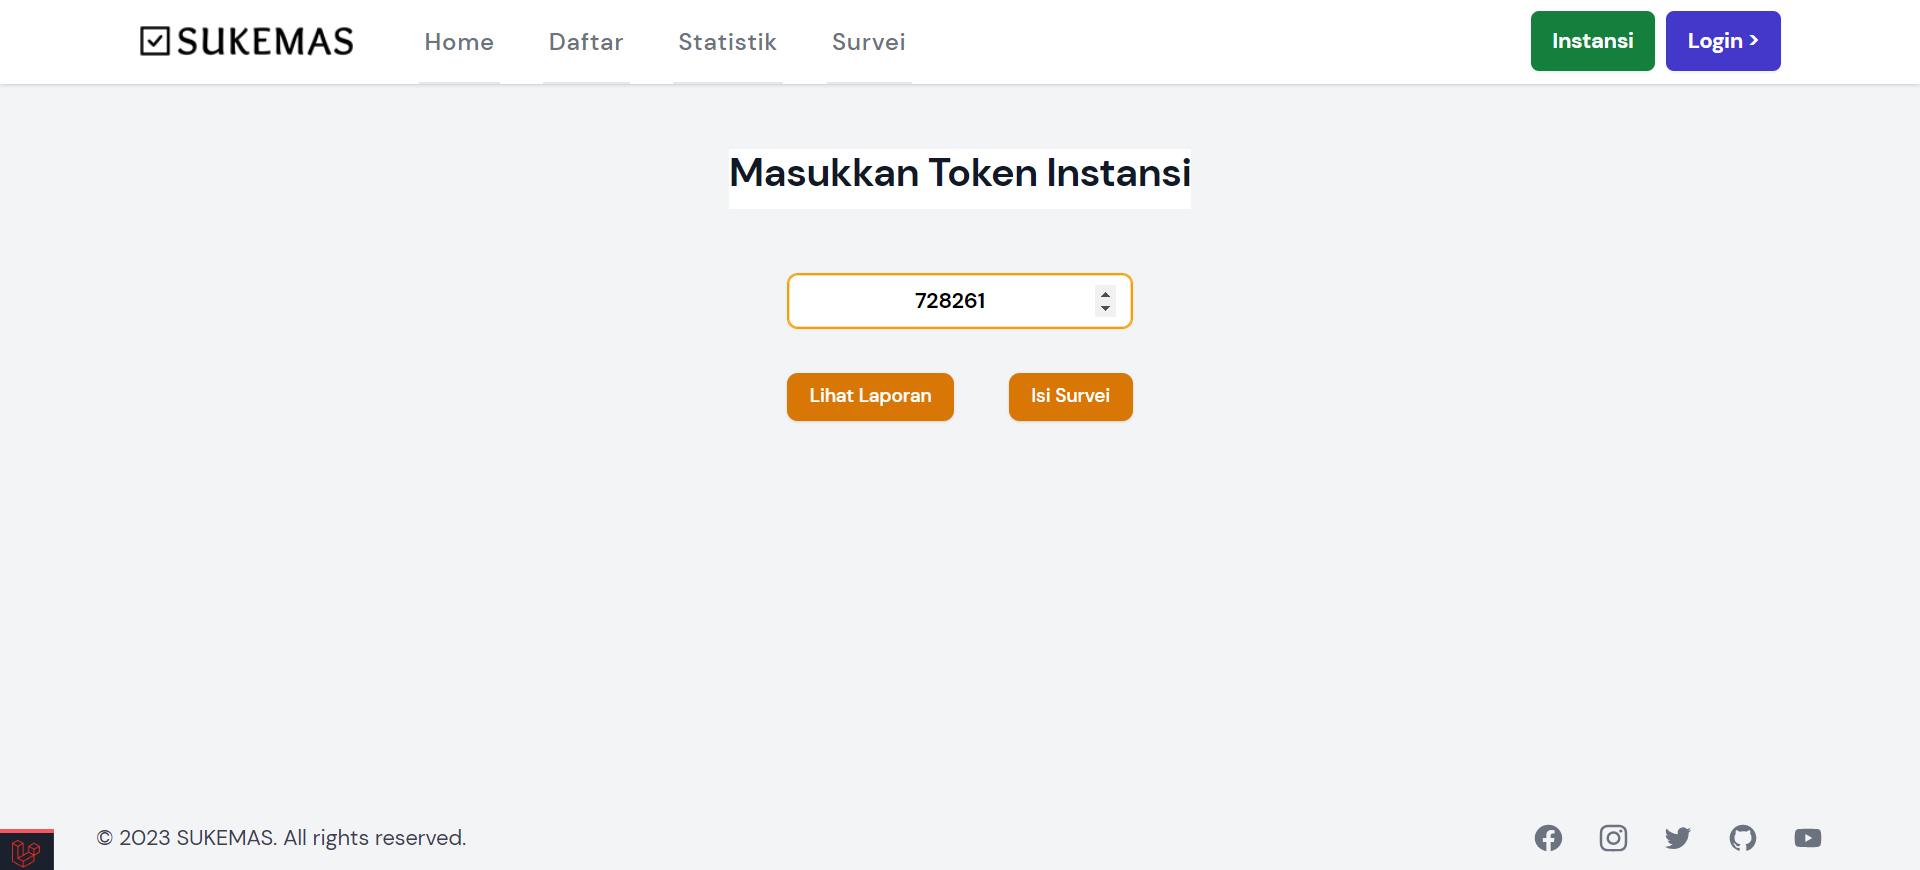 SUKEMAS
Home
Daftar
Statistik
Survei
Instansi
Login >
Masukkan Token Instansi
728261
Lihat Laporan
Isi Survei
© 2023 SUKEMAS. All rights reserved.